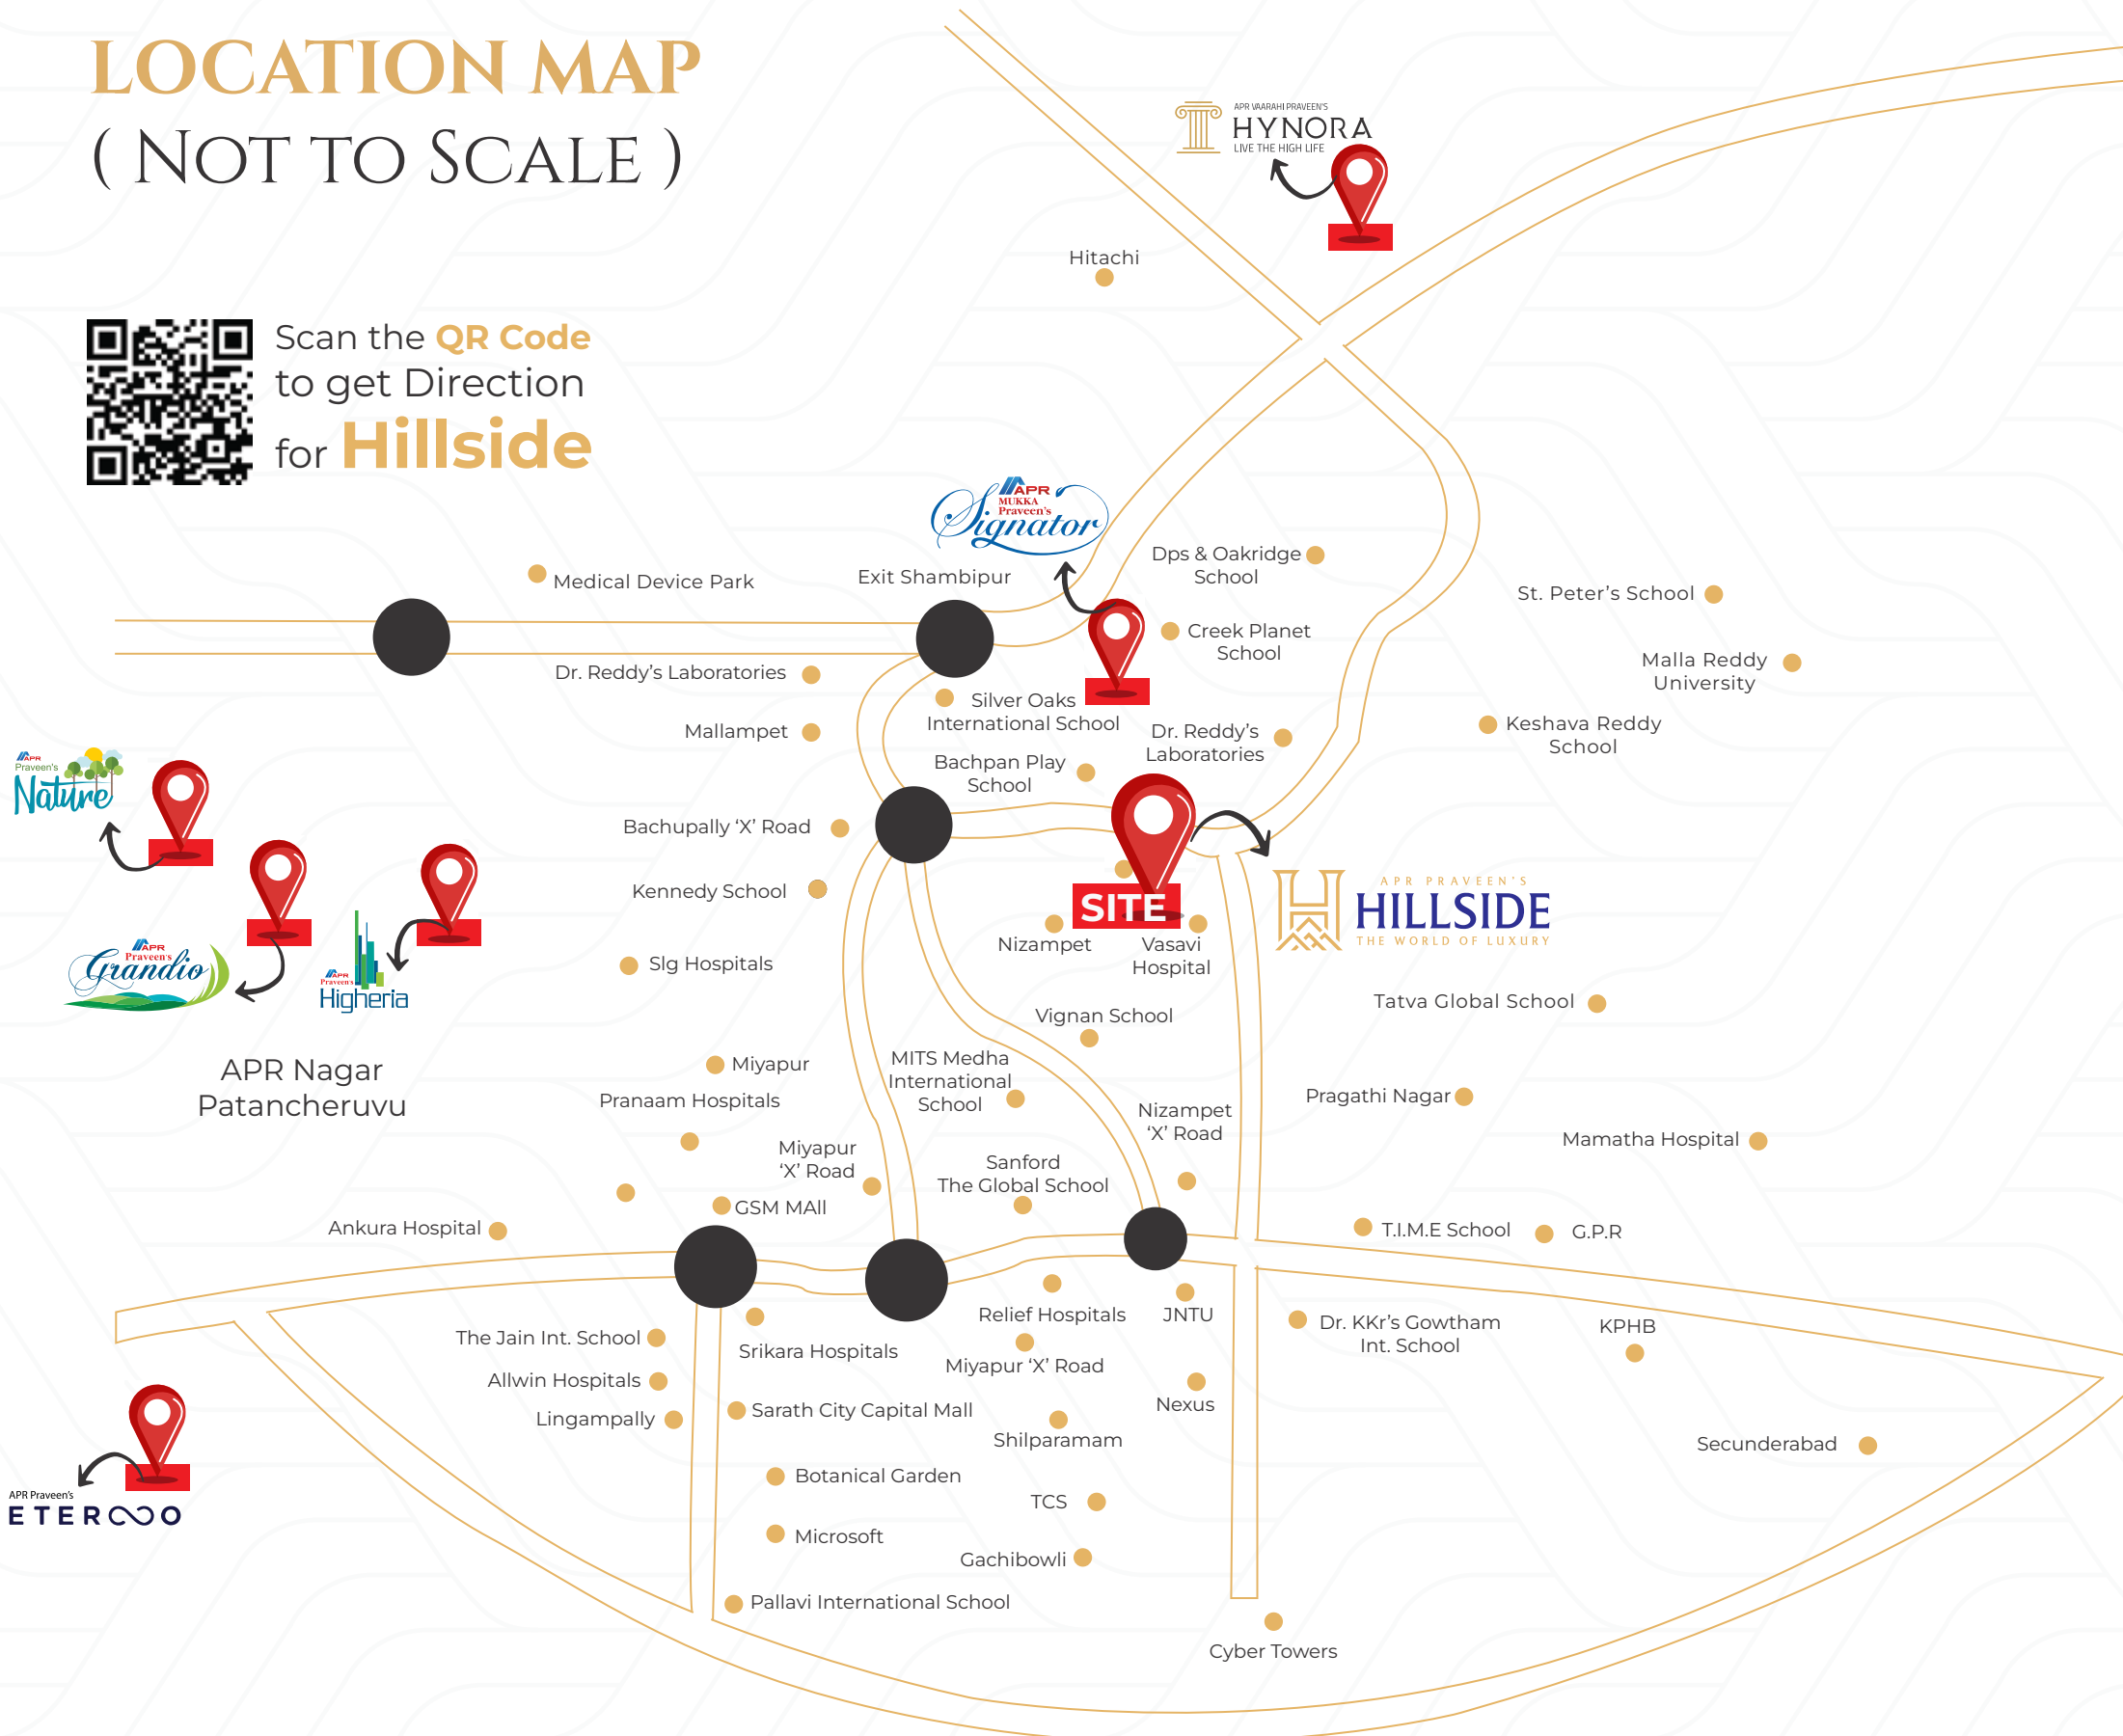 LOCATION MAP
( NOT TO SCALE )
APR VAARAHI PRAVEEN'S
HYNORA
LIVE THE HIGH LIFE
Hitachi
Scan the QR Code
to get Direction
for Hillside
APR
MUKKA
Praveen's
Signator
Dps & Oakridge
School
Exit Shambipur
Medical Device Park
St. Peter's School
Creek Planet
School
Malla Reddy
University
Dr. Reddy's Laboratories
Silver Oaks
International School
Keshava Reddy
School
Mallampet
Dr. Reddy's
Laboratories
Bachpan Play
School
APR
Praveen's
Nature
Bachupally 'X' Road
Kennedy School
SITE
APR PRAVEEN'S
HILLSIDE
THE WORLD OF LUXURY
Nizampet
Vasavi
Hospital
APR
Praveen's
Grandio
APR
Praveen's
Higheria
Slg Hospitals
Tatva Global School
Vignan School
APR Nagar
Patancheruvu
Miyapur
MITS Medha
International
School
Pranaam Hospitals
Pragathi Nagar
Nizampet
'X' Road
Mamatha Hospital
Miyapur
'X' Road
Sanford
The Global School
GSM MAll
Ankura Hospital
T.I.M.E School
G.P.R
Relief Hospitals
JNTU
Dr. KKr's Gowtham
Int. School
KPHB
The Jain Int. School
Srikara Hospitals
Miyapur 'X' Road
Allwin Hospitals
Nexus
Sarath City Capital Mall
Lingampally
Shilparamam
Secunderabad
Botanical Garden
APR Praveen's
ETERNO
TCS
Microsoft
Gachibowli
Pallavi International School
Cyber Towers